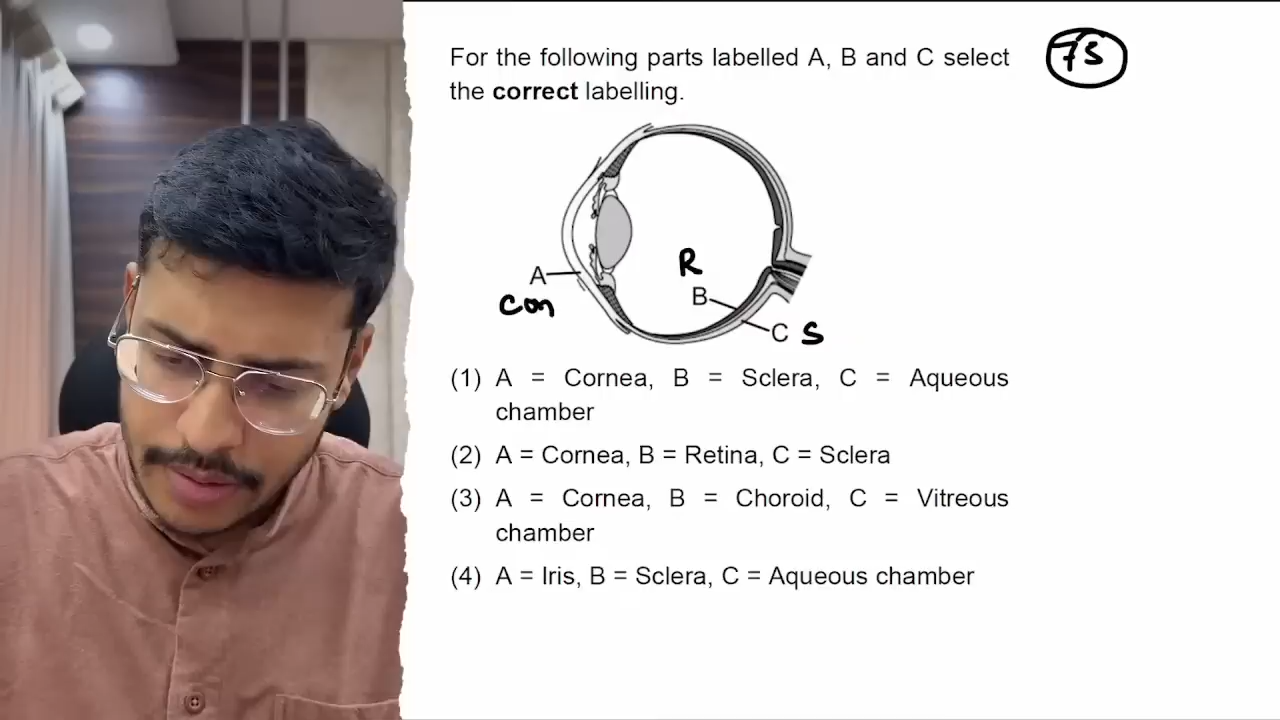 For the following parts labelled A, B and C select
the correct labelling.
75
A
Con
R
B
C S
(1) A = Cornea, B = Sclera, C = Aqueous
chamber
(2) A = Cornea, B = Retina, C = Sclera
(3) A = Cornea, B = Choroid, C = Vitreous
chamber
(4) A = Iris, B = Sclera, C = Aqueous chamber